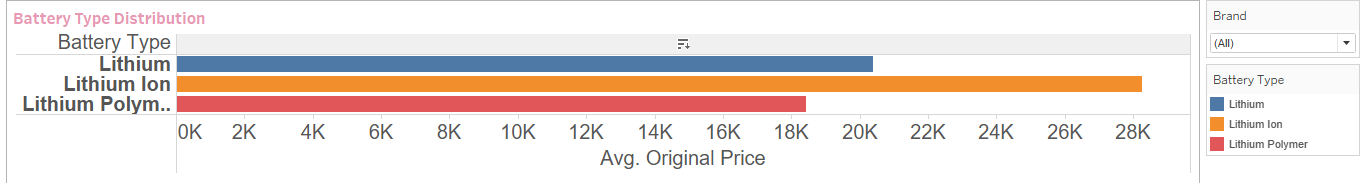 Battery Type Distribution
Battery Type
Lithium
Lithium Ion
Lithium Polym..
0K 2K 4K 6K 8K 10K 12K 14K 16K 18K 20K 22K 24K 26K 28K
Avg. Original Price
Brand
(All)
Battery Type
Lithium
Lithium Ion
Lithium Polymer